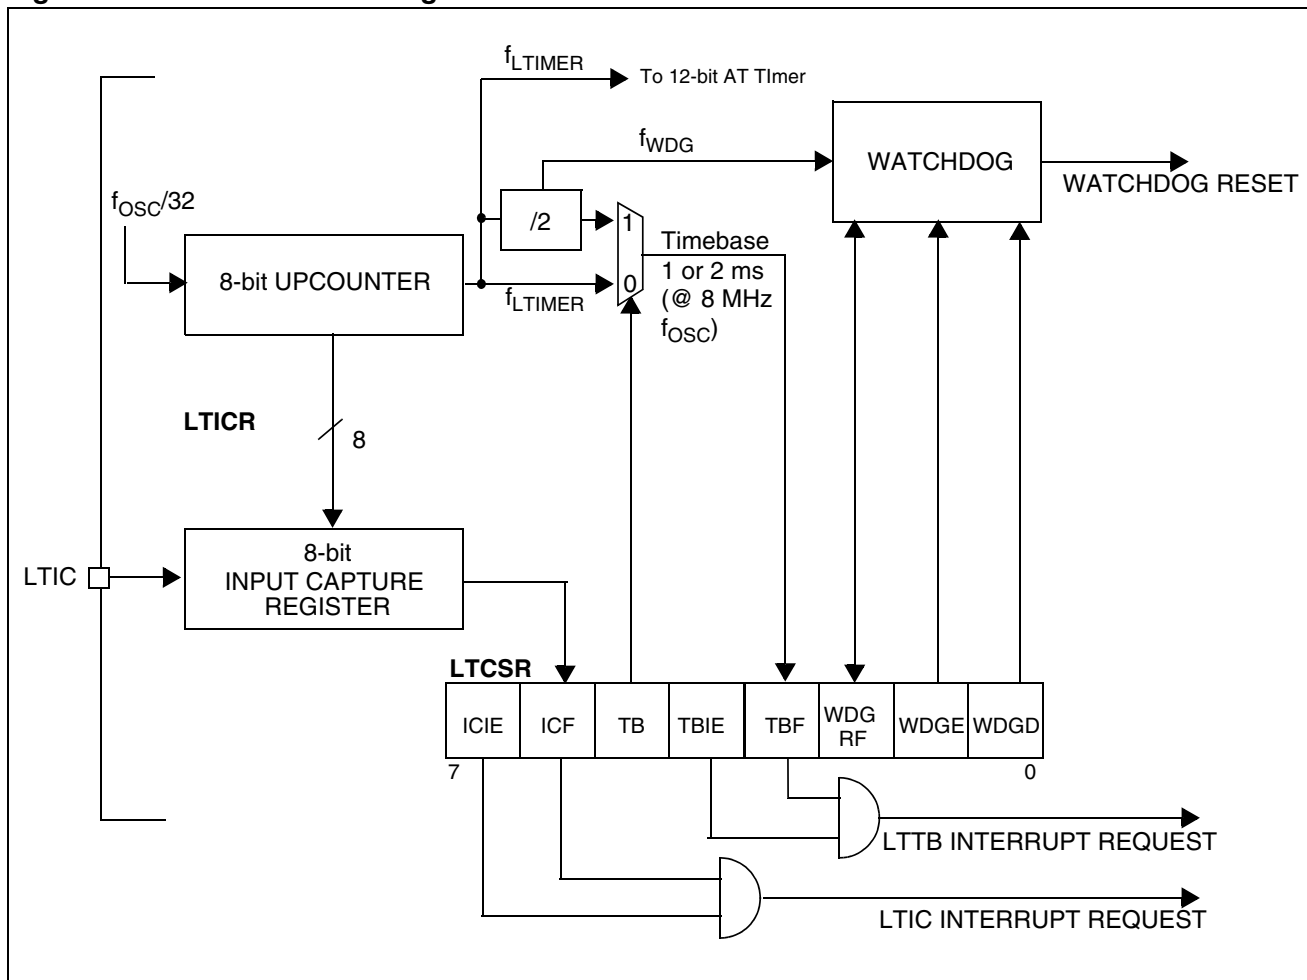 fLTIMER
To 12-bit AT TImer
fWDG
WATCHDOG
WATCHDOG RESET
fOSC/32
/2
1
8-bit UPCOUNTER
0
fLTIMER
Timebase
1 or 2 ms
(@ 8 MHz
fOSC)
LTICR
8
LTIC
8-bit
INPUT CAPTURE
REGISTER
LTCSR
ICIE ICF TB TBIE TBF WDG RF WDGE WDGD
7 0
LTTB INTERRUPT REQUEST
LTIC INTERRUPT REQUEST